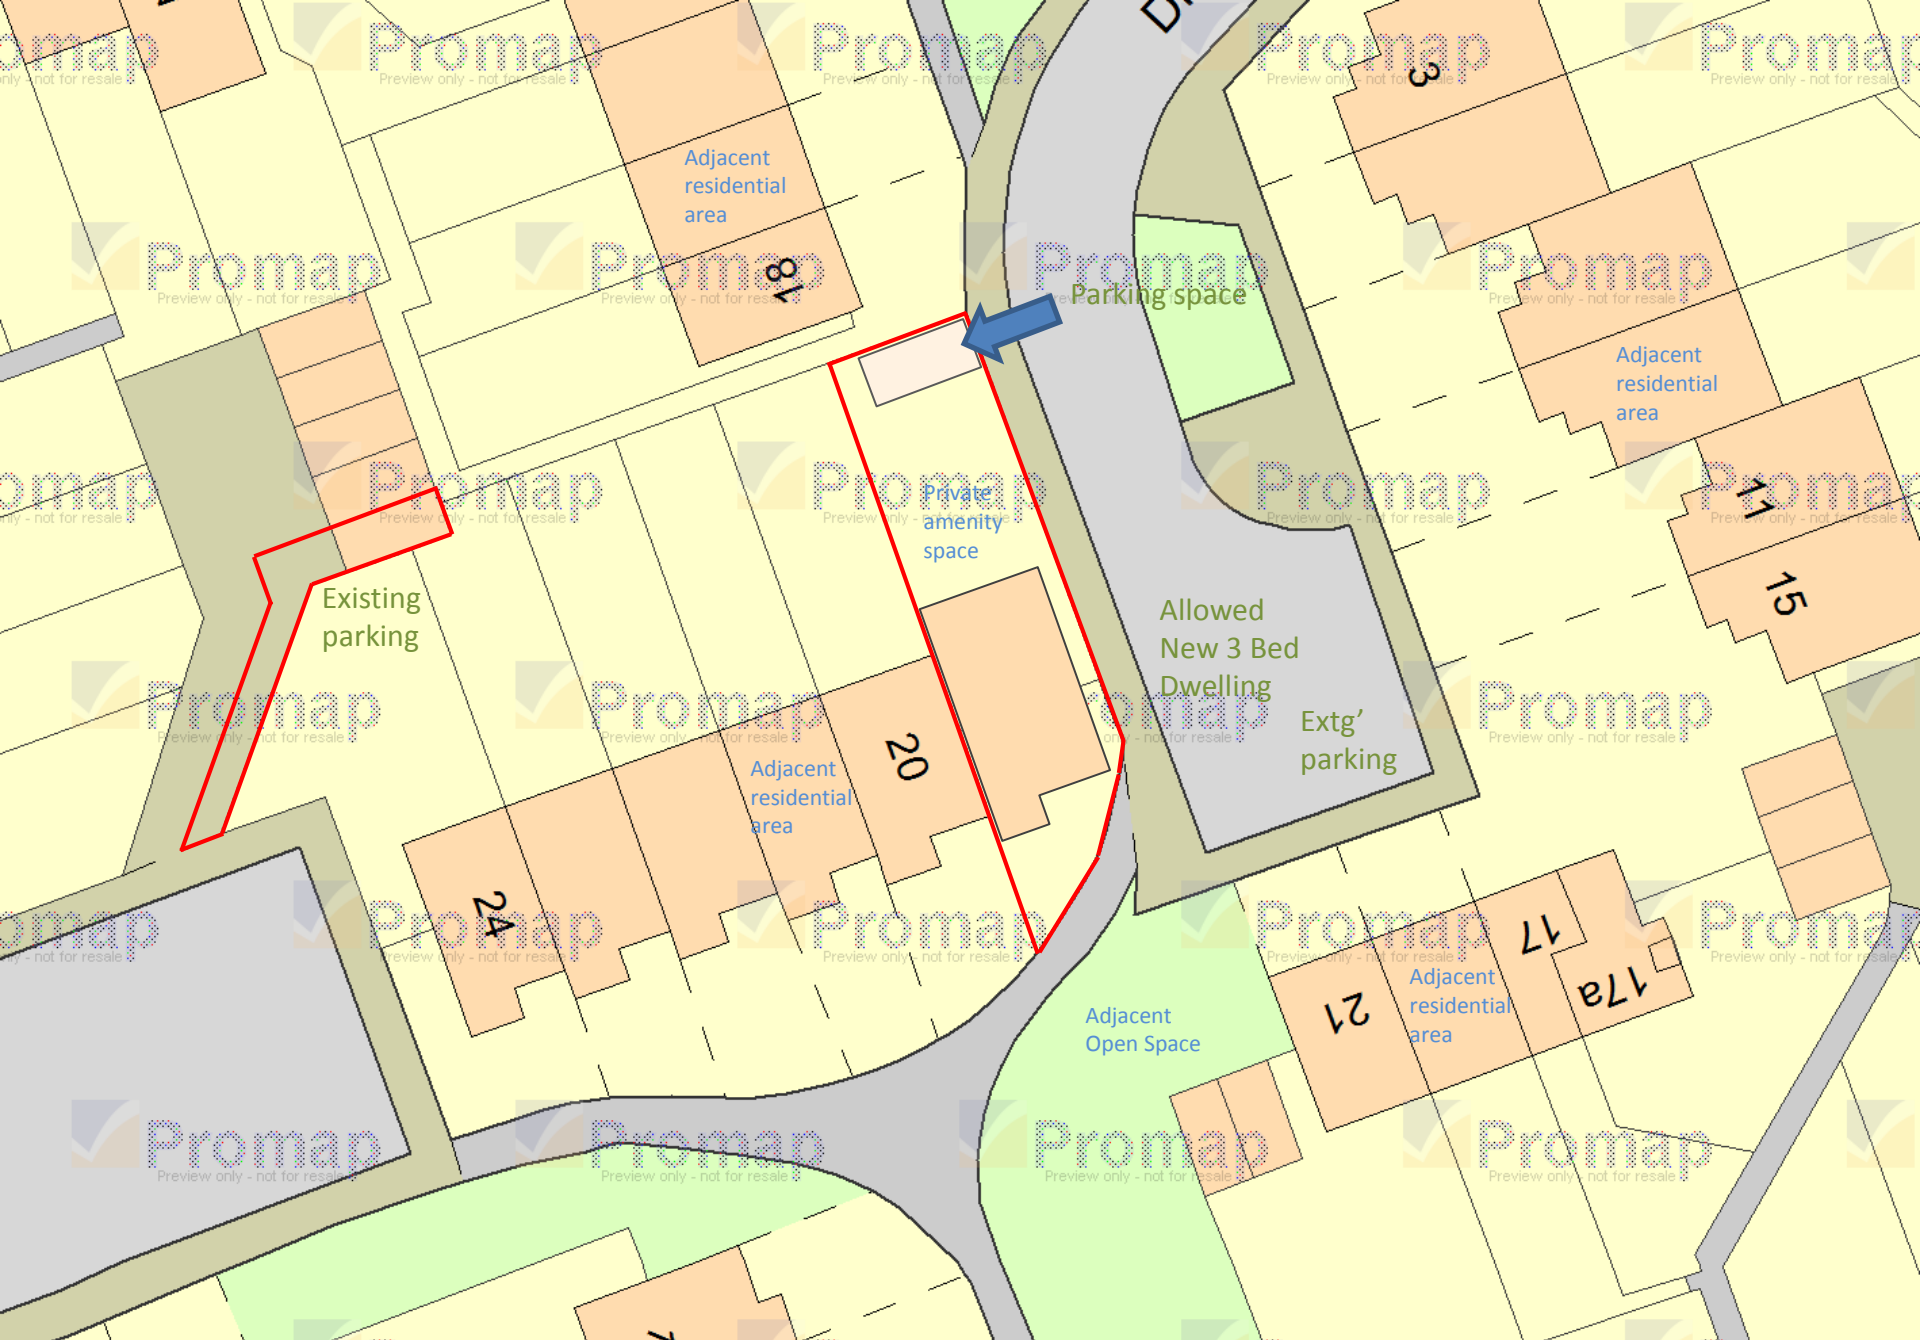 Promap
Preview only - not for resale
3
Adjacent
residential
area
18
Parking space
Adjacent
residential
area
11
15
Private
amenity
space
Existing
parking
Allowed
New 3 Bed
Dwelling
Extg’
parking
20
Adjacent
residential
area
24
17
17a
21
Adjacent
residential
area
Adjacent
Open Space